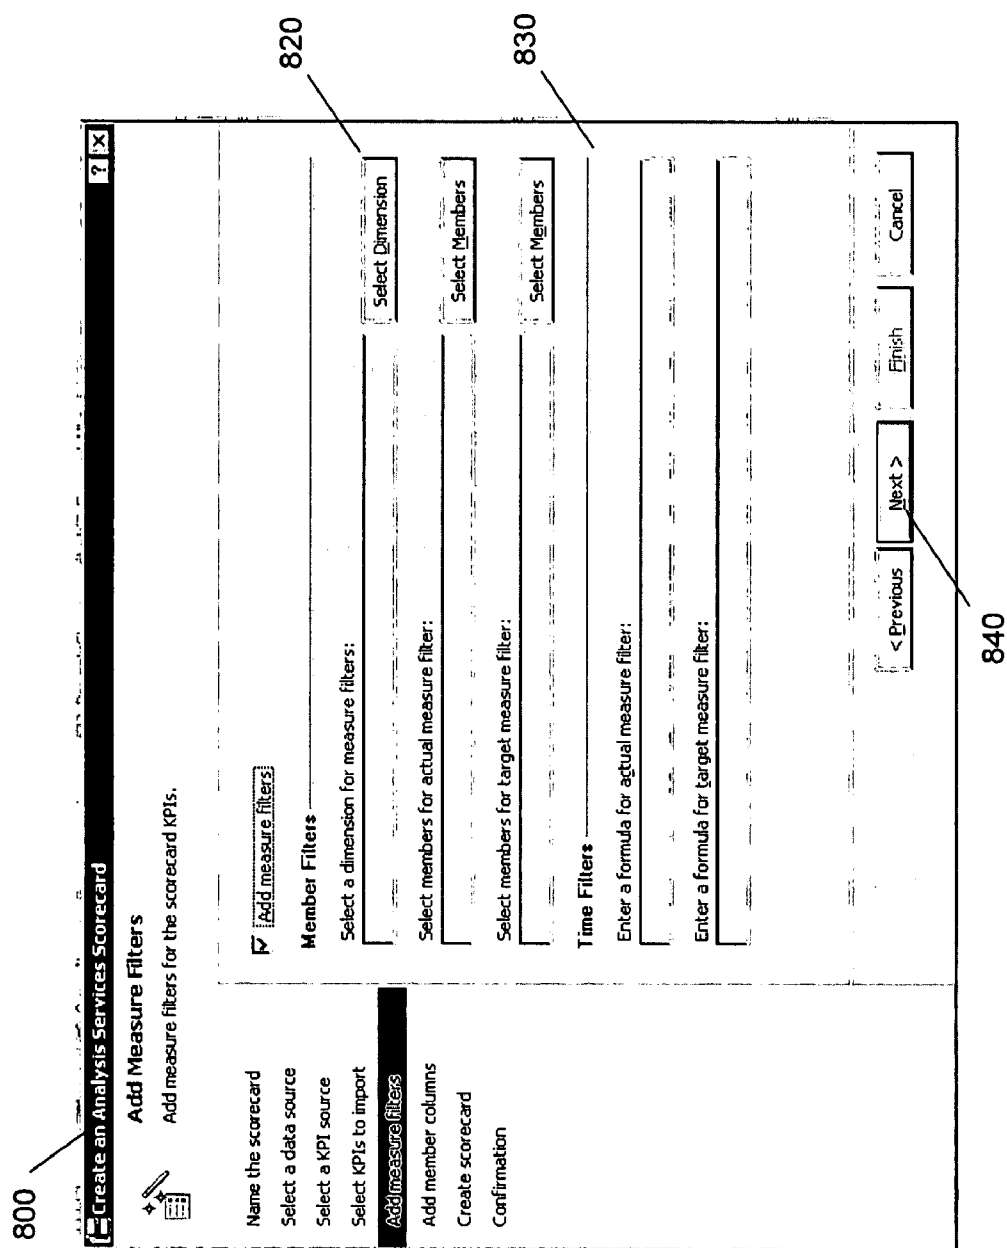 800
Create an Analysis Services Scorecard
? X
Add Measure Filters
Add measure filters for the scorecard KPIs.
Name the scorecard
Select a data source
Select a KPI source
Select KPIs to import
Add measure filters
Add member columns
Create scorecard
Confirmation
Add measure filters
Member Filters
Select a dimension for measure filters:
Select Dimension
820
Select members for actual measure filter:
Select Members
Select members for target measure filter:
Select Members
Time Filters
830
Enter a formula for actual measure filter:
Enter a formula for target measure filter:
< Previous
Next >
Finish
Cancel
840